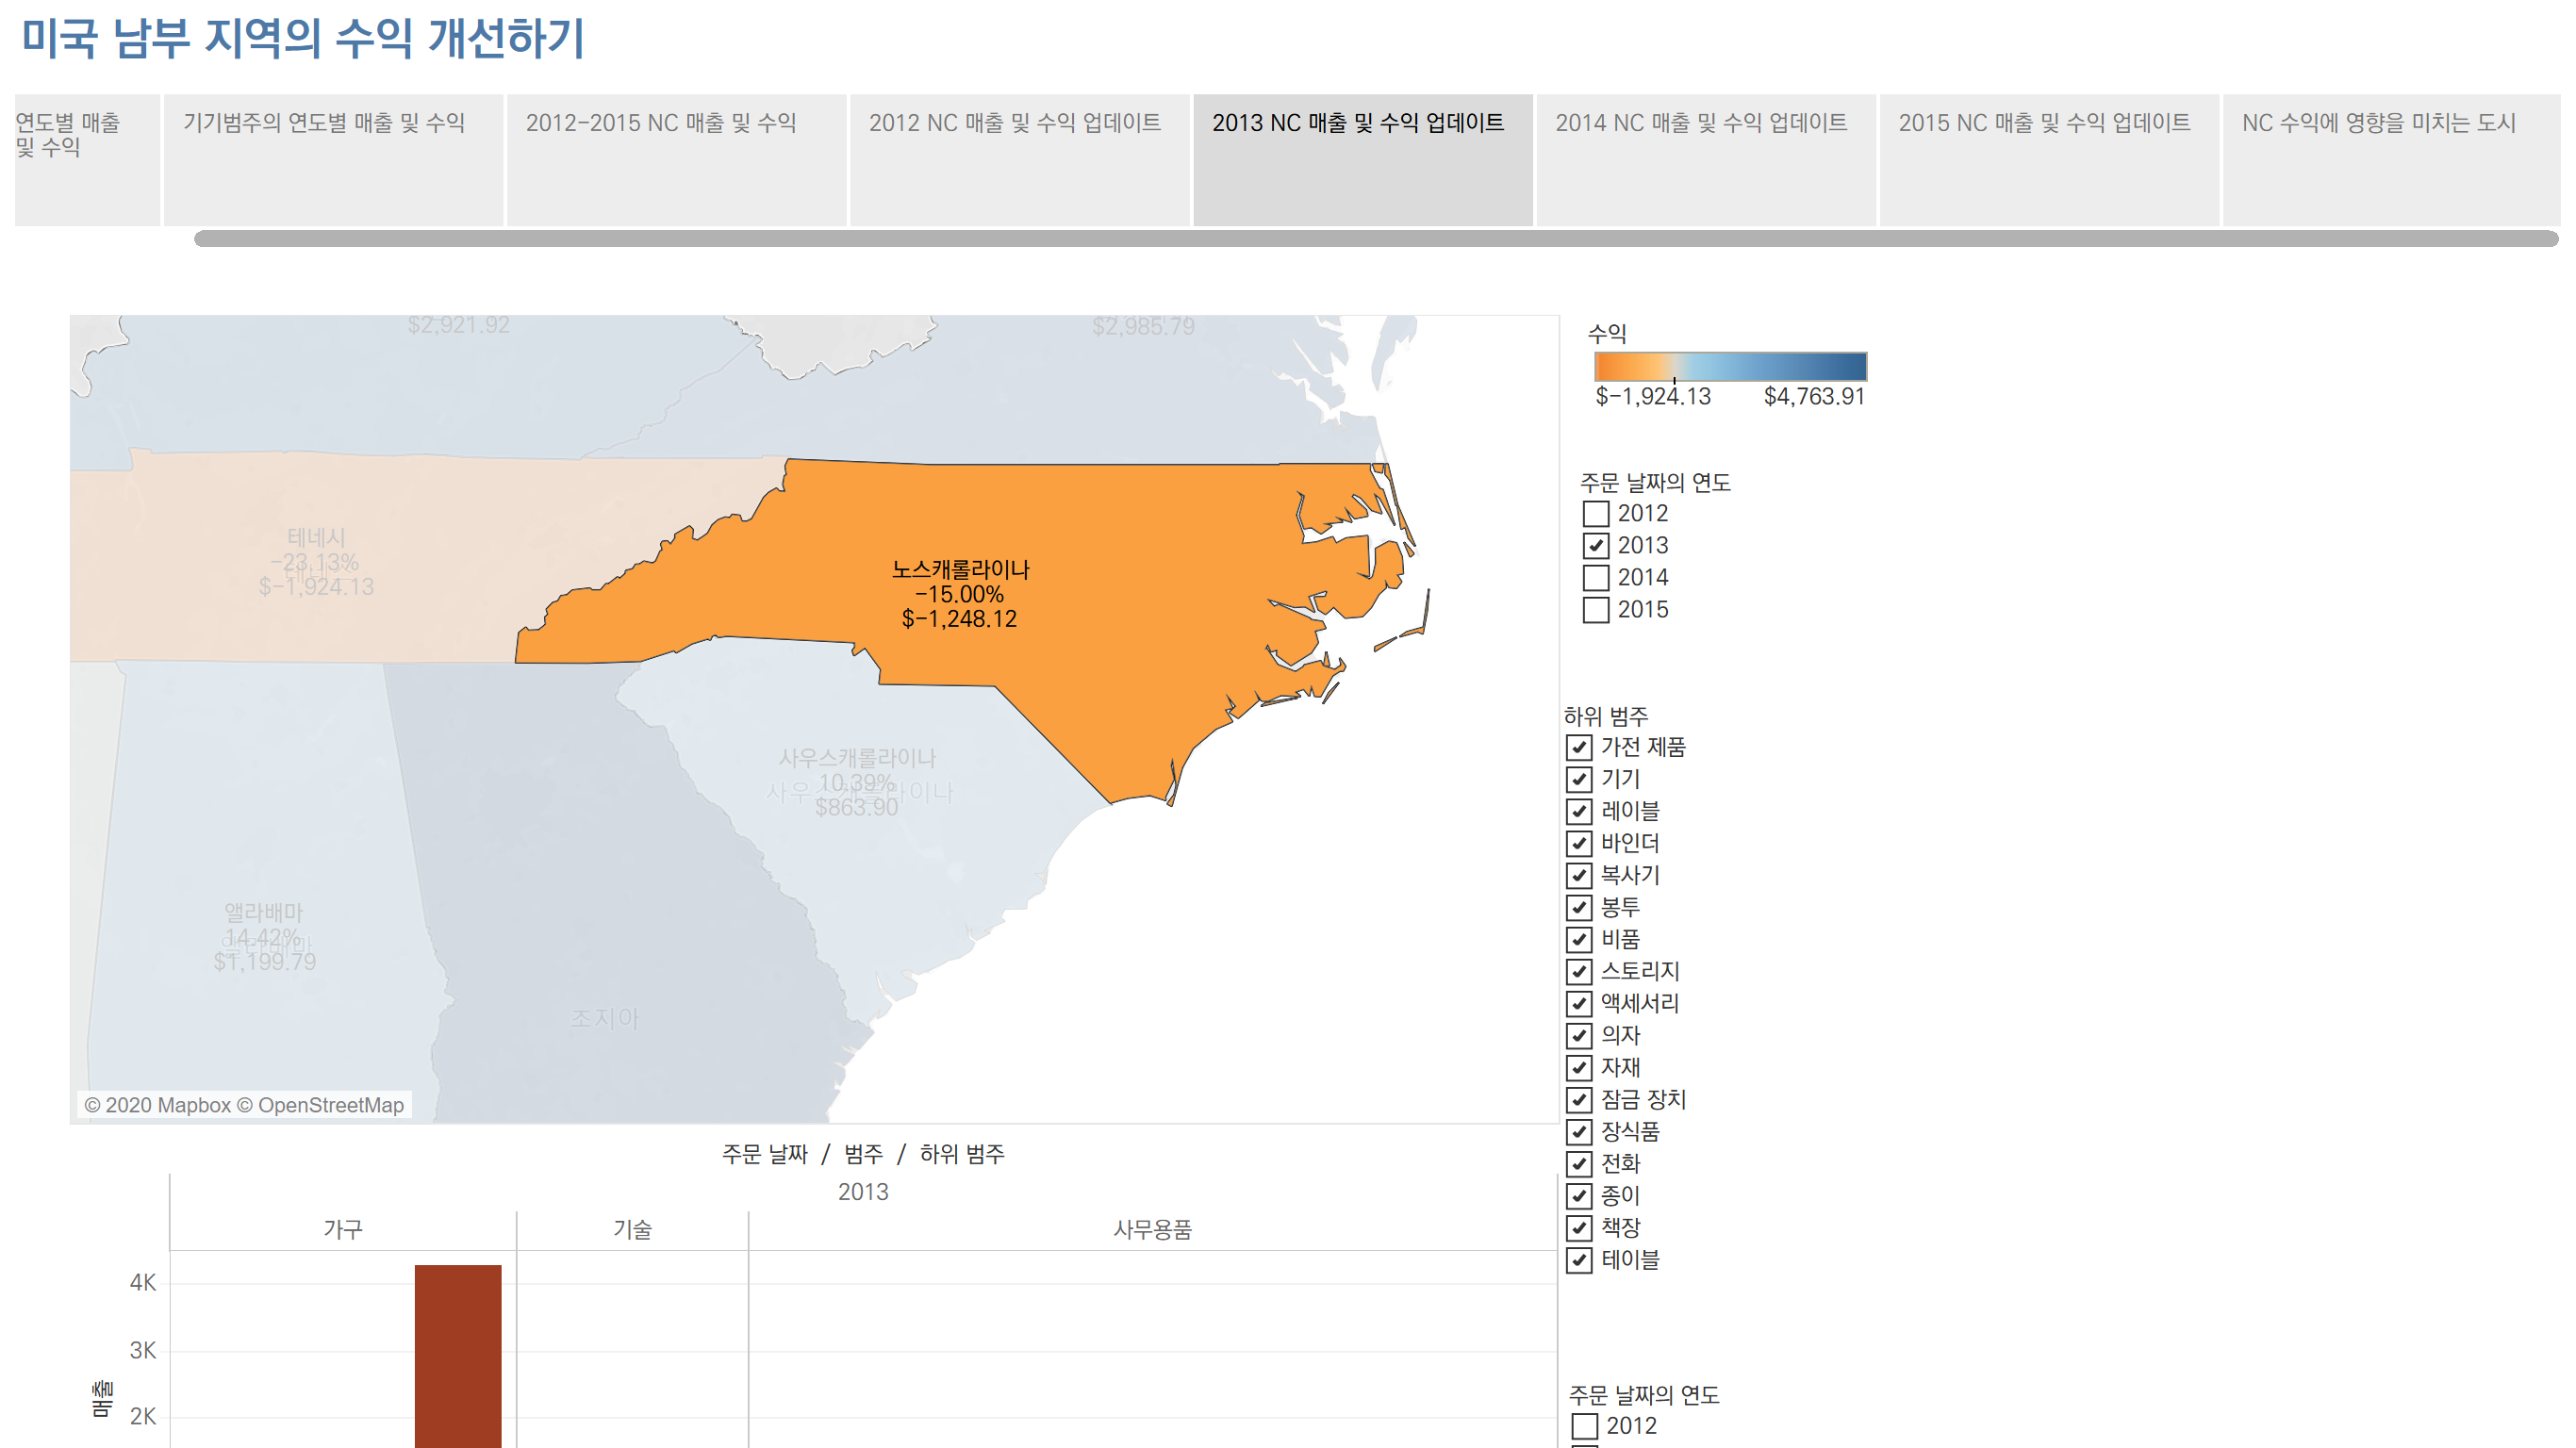 미국 남부 지역의 수익 개선하기
연도별 매출
및 수익
기기범주의 연도별 매출 및 수익
2012-2015 NC 매출 및 수익
2012 NC 매출 및 수익 업데이트
2013 NC 매출 및 수익 업데이트
2014 NC 매출 및 수익 업데이트
2015 NC 매출 및 수익 업데이트
NC 수익에 영향을 미치는 도시
$2,921.92
$2,985.79
테네시
-23.13%
$-1,924.13
노스캐롤라이나
-15.00%
$-1,248.12
사우스캐롤라이나
10.39%
사우스캐롤라이나
$863.90
앨라배마
14.42%
앨라배마
$1,199.79
조지아
© 2020 Mapbox © OpenStreetMap
수익
$-1,924.13
$4,763.91
주문 날짜의 연도
2012
2013
2014
2015
하위 범주
가전 제품
기기
레이블
바인더
복사기
봉투
비품
스토리지
액세서리
의자
자재
잠금 장치
장식품
전화
종이
책장
테이블
주문 날짜 / 범주 / 하위 범주
2013
가구
기술
사무용품
4K
3K
2K
매출
주문 날짜의 연도
2012